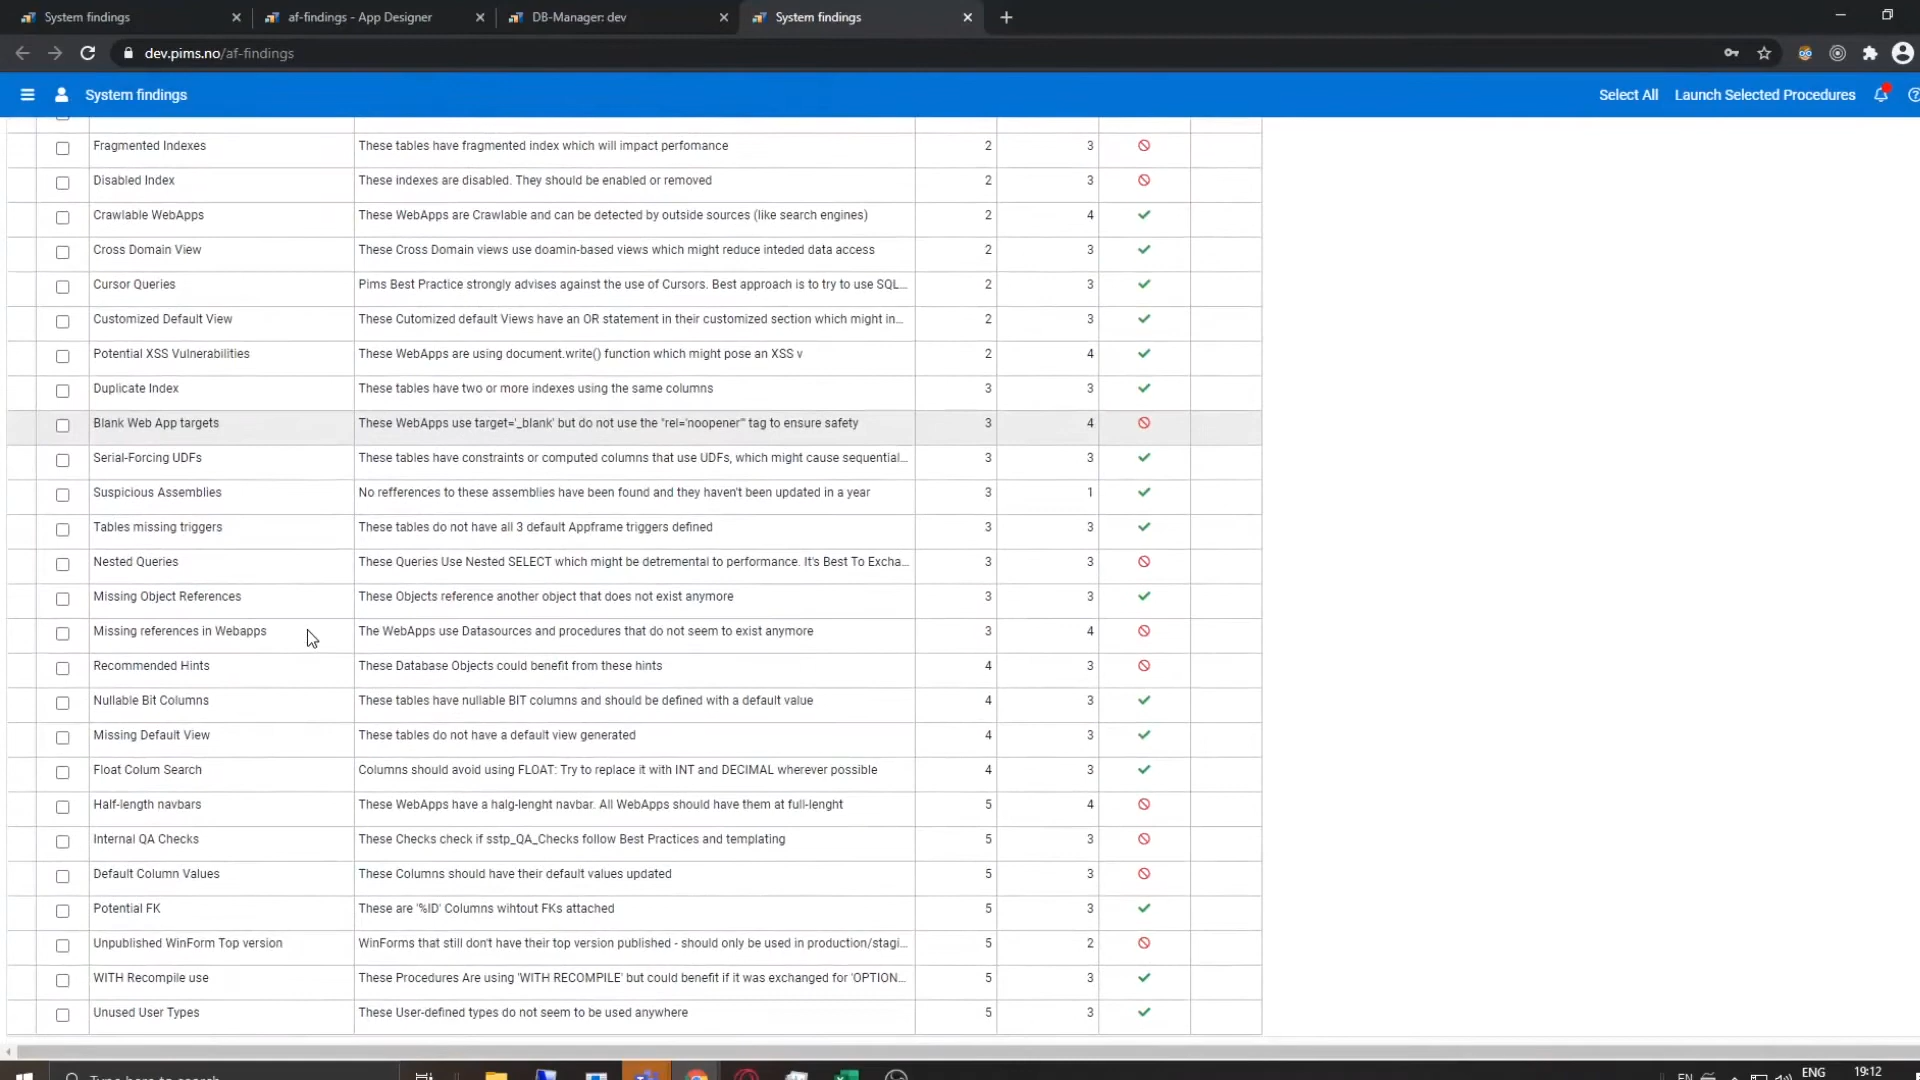 System findings
af-findings - App Designer
DB-Manager: dev
System findings
dev.pims.no/af-findings
System findings
Select All
Launch Selected Procedures
Fragmented Indexes These tables have fragmented index which will impact perfomance 2 3
Disabled Index These indexes are disabled. They should be enabled or removed 2 3
Crawlable WebApps These WebApps are Crawlable and can be detected by outside sources (like search engines) 2 4
Cross Domain View These Cross Domain views use doamin-based views which might reduce inteded data access 2 3
Cursor Queries Pims Best Practice strongly advises against the use of Cursors. Best approach is to try to use SQL... 2 3
Customized Default View These Cutomized default Views have an OR statement in their customized section which might in... 2 3
Potential XSS Vulnerabilities These WebApps are using document.write() function which might pose an XSS v 2 4
Duplicate Index These tables have two or more indexes using the same columns 3 3
Blank Web App targets These WebApps use target='_blank' but do not use the "rel='noopener'" tag to ensure safety 3 4
Serial-Forcing UDFs These tables have constraints or computed columns that use UDFs, which might cause sequential... 3 3
Suspicious Assemblies No refferences to these assemblies have been found and they haven't been updated in a year 3 1
Tables missing triggers These tables do not have all 3 default Appframe triggers defined 3 3
Nested Queries These Queries Use Nested SELECT which might be detremental to performance. It's Best To Excha... 3 3
Missing Object References These Objects reference another object that does not exist anymore 3 3
Missing references in Webapps The WebApps use Datasources and procedures that do not seem to exist anymore 3 4
Recommended Hints These Database Objects could benefit from these hints 4 3
Nullable Bit Columns These tables have nullable BIT columns and should be defined with a default value 4 3
Missing Default View These tables do not have a default view generated 4 3
Float Colum Search Columns should avoid using FLOAT: Try to replace it with INT and DECIMAL wherever possible 4 3
Half-length navbars These WebApps have a halg-lenght navbar. All WebApps should have them at full-lenght 5 4
Internal QA Checks These Checks check if sstp_QA_Checks follow Best Practices and templating 5 3
Default Column Values These Columns should have their default values updated 5 3
Potential FK These are '%ID' Columns wihtout FKs attached 5 3
Unpublished WinForm Top version WinForms that still don't have their top version published - should only be used in production/stagi... 5 2
WITH Recompile use These Procedures Are using 'WITH RECOMPILE' but could benefit if it was exchanged for 'OPTION... 5 3
Unused User Types These User-defined types do not seem to be used anywhere 5 3
Type here to search
EN
ENG
19:12